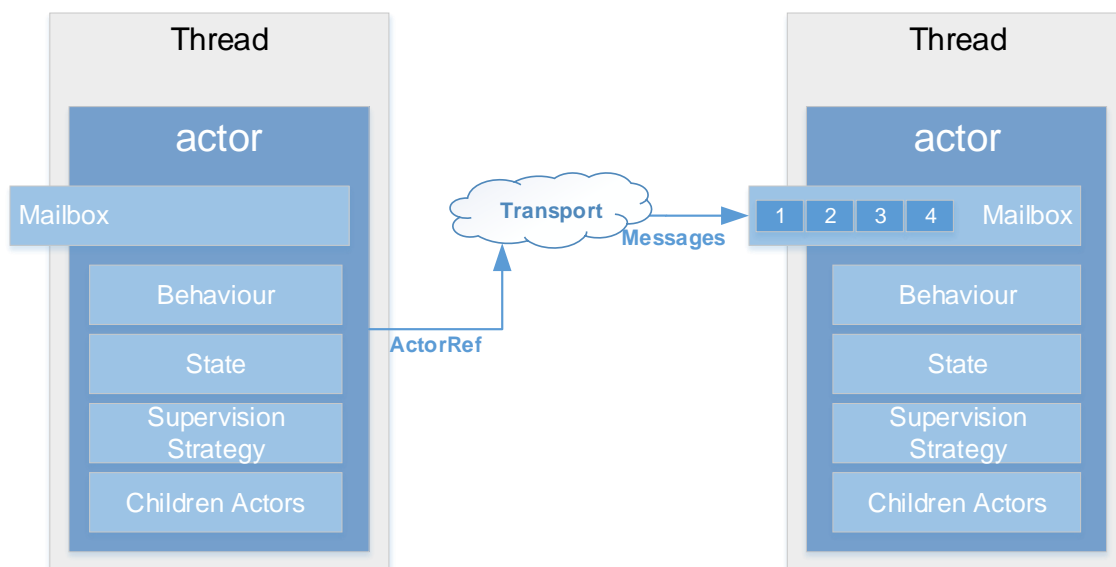 Thread
actor
Mailbox
Behaviour
State
Supervision
Strategy
Children Actors
Transport
Messages
ActorRef
Thread
actor
1 2 3 4 Mailbox
Behaviour
State
Supervision
Strategy
Children Actors